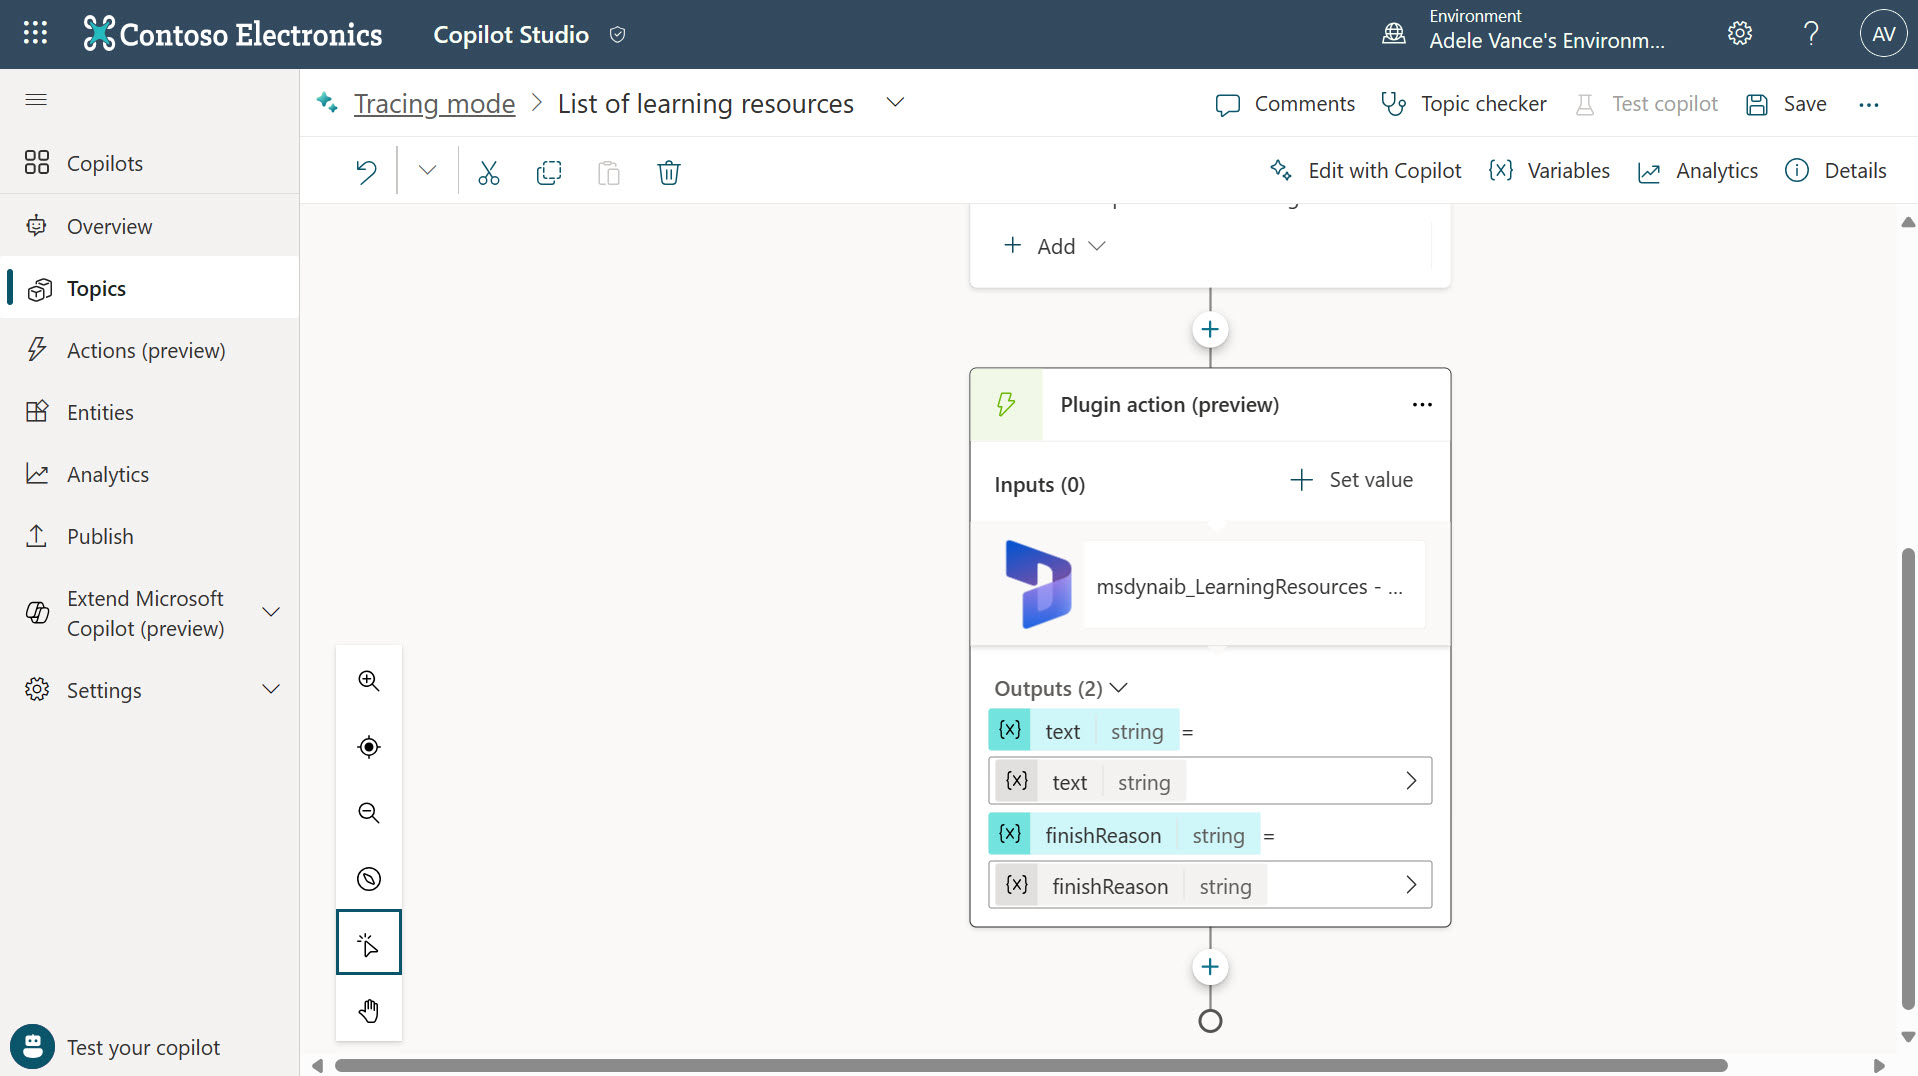 Contoso Electronics
Copilot Studio
Environment
Adele Vance's Environm...
AV
Tracing mode > List of learning resources
Comments
Topic checker
Test copilot
Save
Edit with Copilot
{x} Variables
Analytics
Details
Copilots
Overview
Topics
Actions (preview)
Entities
Analytics
Publish
Extend Microsoft
Copilot (preview)
Settings
Test your copilot
+ Add
Plugin action (preview)
Inputs (0)
+ Set value
msdynaib_LearningResources - ...
Outputs (2)
{x} text string =
{x} text string
{x} finishReason string =
{x} finishReason string